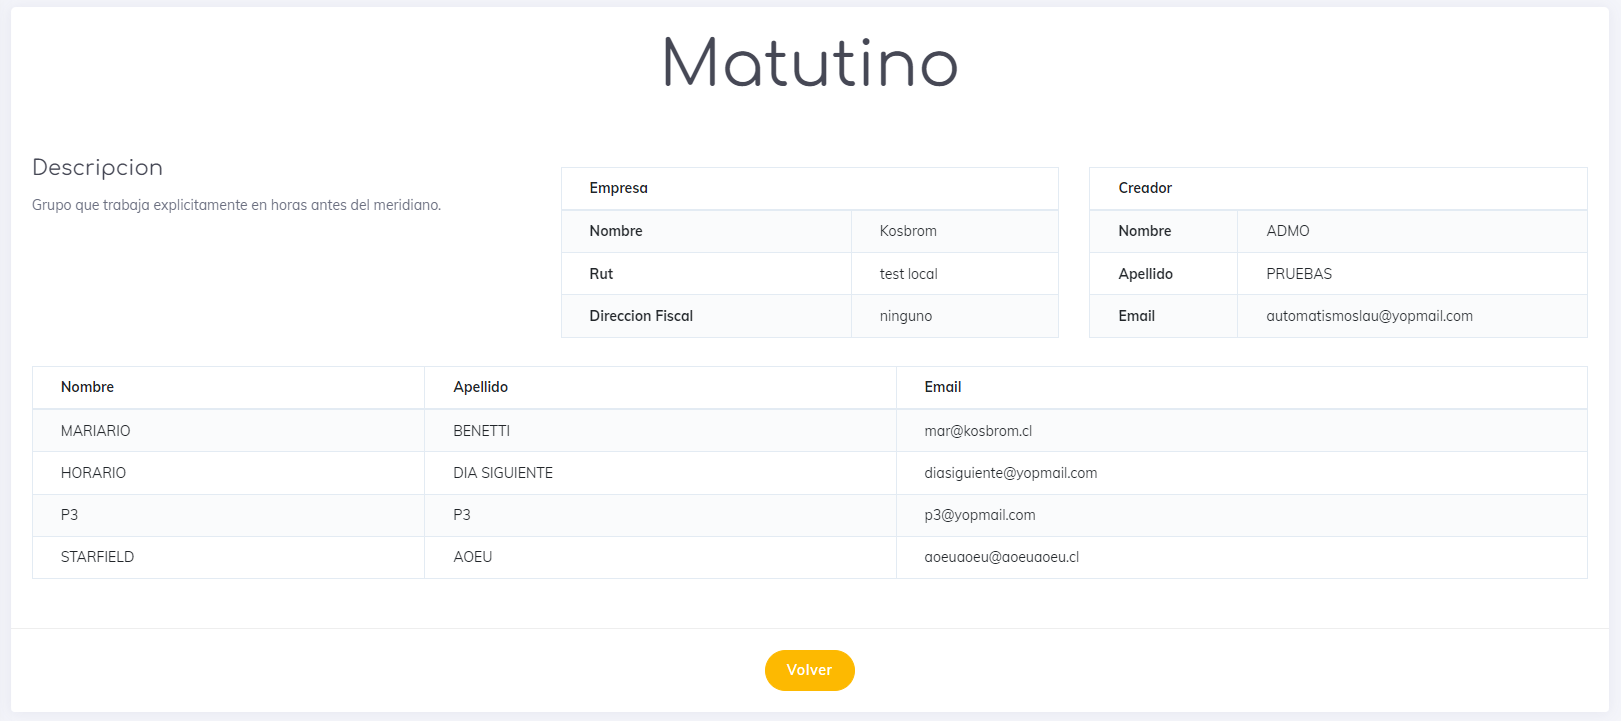 Matutino
Descripcion
Grupo que trabaja explicitamente en horas antes del meridiano.
Empresa
Nombre Kosbrom
Rut test local
Direccion Fiscal ninguno
Creador
Nombre ADMO
Apellido PRUEBAS
Email automatismoslau@yopmail.com
Nombre Apellido Email
MARIARIO BENETTI mar@kosbrom.cl
HORARIO DIA SIGUIENTE diasiguiente@yopmail.com
P3 P3 p3@yopmail.com
STARFIELD AOEU aoeuaoeu@aoeuaoeu.cl
Volver